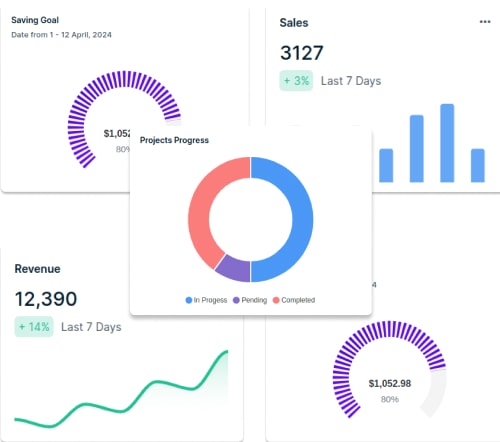 Saving Goal
Date from 1 - 12 April, 2024
$1,052
80%
Sales
•••
3127
+ 3% Last 7 Days
Projects Progress
In Progess Pending Completed
Revenue
12,390
+ 14% Last 7 Days
4
$1,052.98
80%